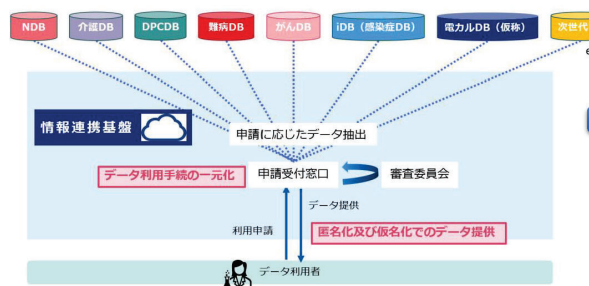 NDB
介護DB
DPCDB
難病DB
がんDB
iDB（感染症DB）
電カルDB（仮称）
次世代
情報連携基盤
申請に応じたデータ抽出
データ利用手続の一元化
申請受付窓口
審査委員会
データ提供
利用申請
匿名化及び仮名化でのデータ提供
データ利用者